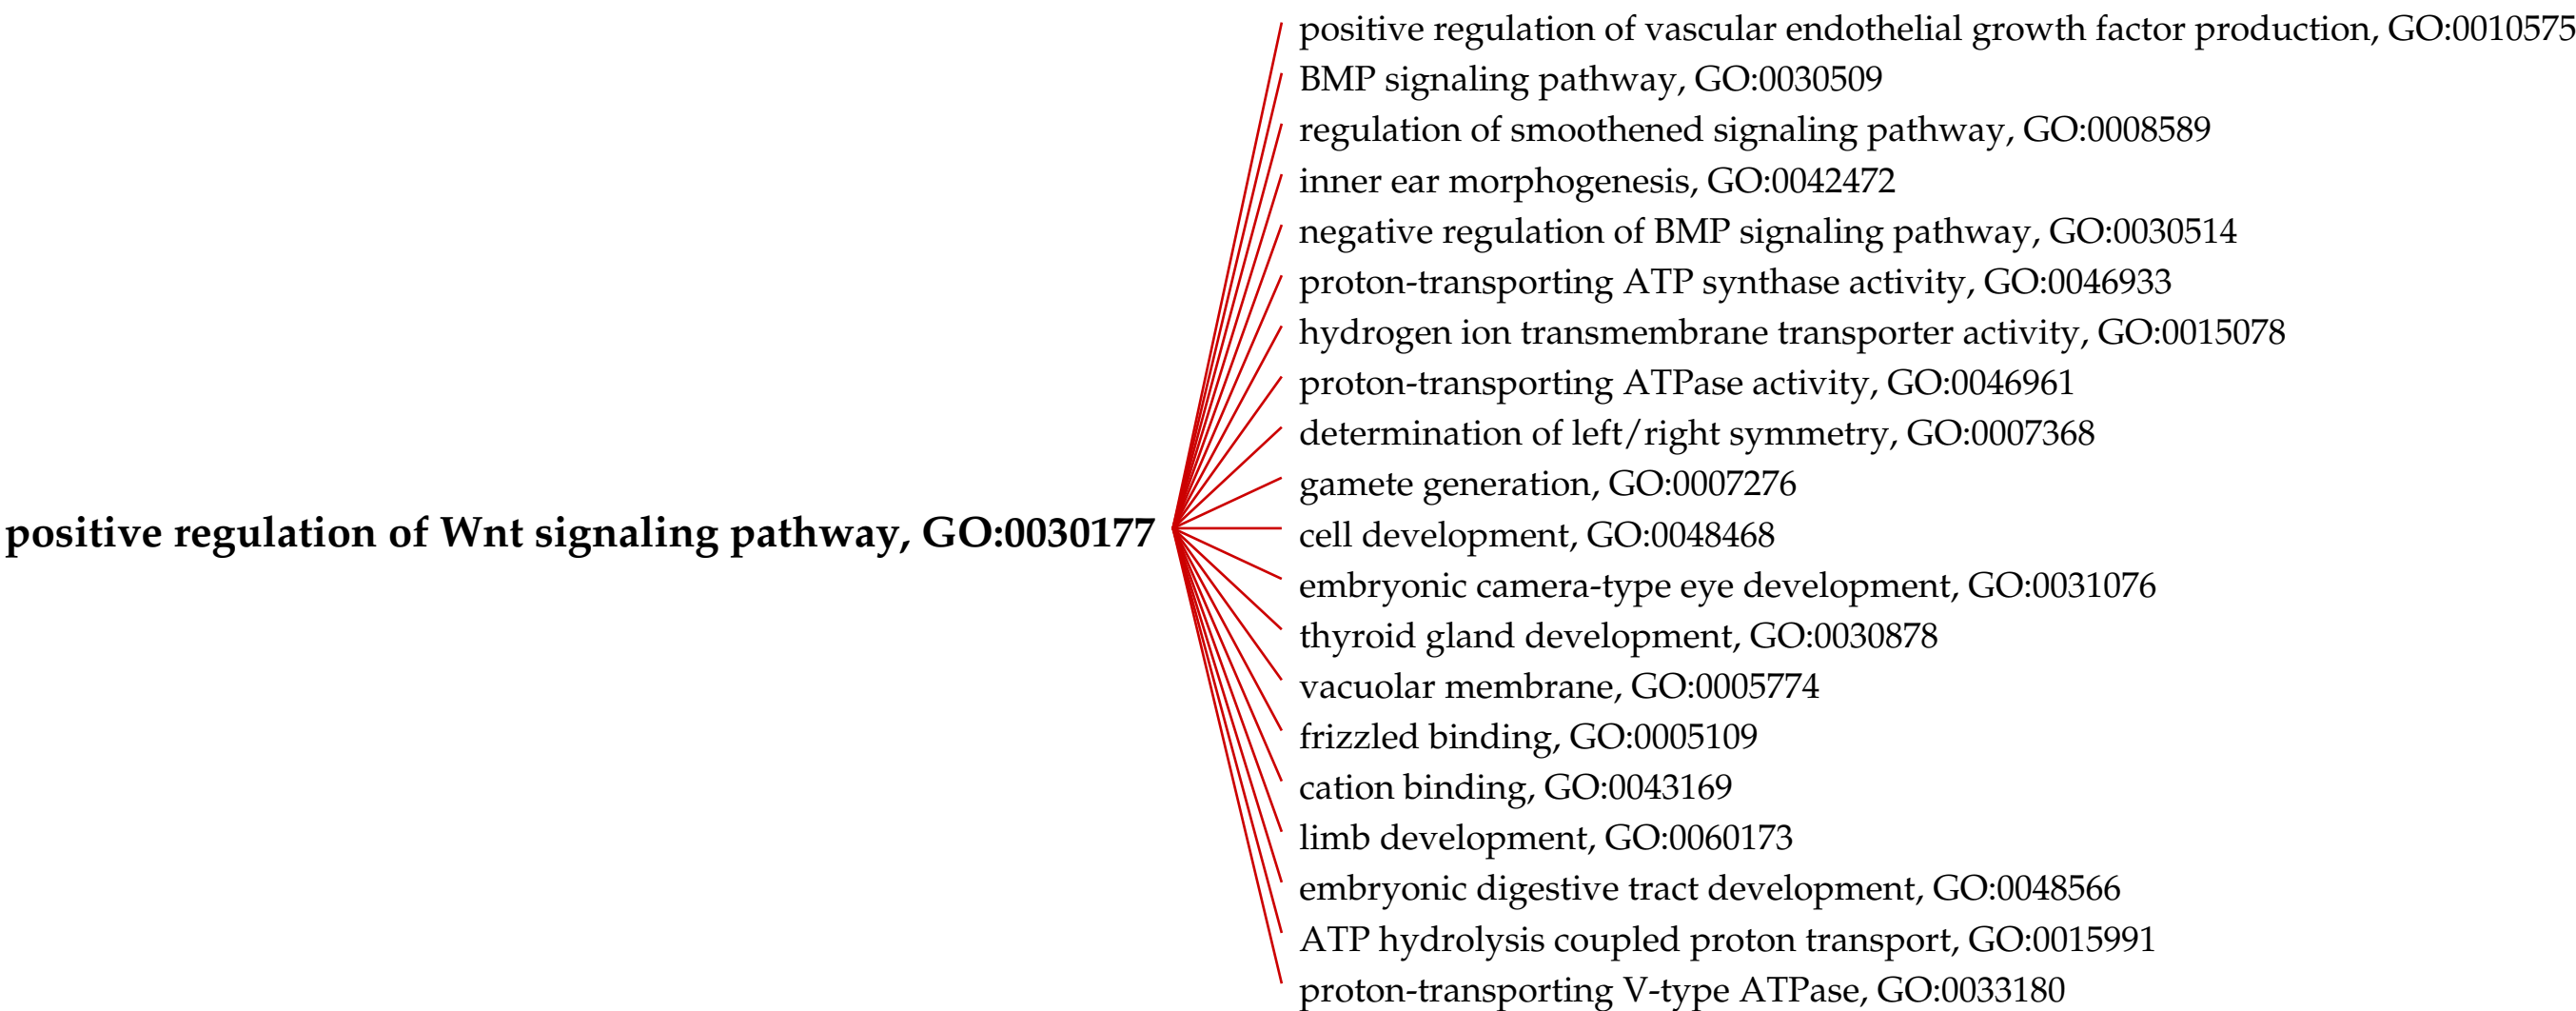 positive regulation of vascular endothelial growth factor production, GO:0010575
BMP signaling pathway, GO:0030509
regulation of smoothened signaling pathway, GO:0008589
inner ear morphogenesis, GO:0042472
negative regulation of BMP signaling pathway, GO:0030514
proton-transporting ATP synthase activity, GO:0046933
hydrogen ion transmembrane transporter activity, GO:0015078
proton-transporting ATPase activity, GO:0046961
determination of left/right symmetry, GO:0007368
gamete generation, GO:0007276
positive regulation of Wnt signaling pathway, GO:0030177
cell development, GO:0048468
embryonic camera-type eye development, GO:0031076
thyroid gland development, GO:0030878
vacuolar membrane, GO:0005774
frizzled binding, GO:0005109
cation binding, GO:0043169
limb development, GO:0060173
embryonic digestive tract development, GO:0048566
ATP hydrolysis coupled proton transport, GO:0015991
proton-transporting V-type ATPase, GO:0033180